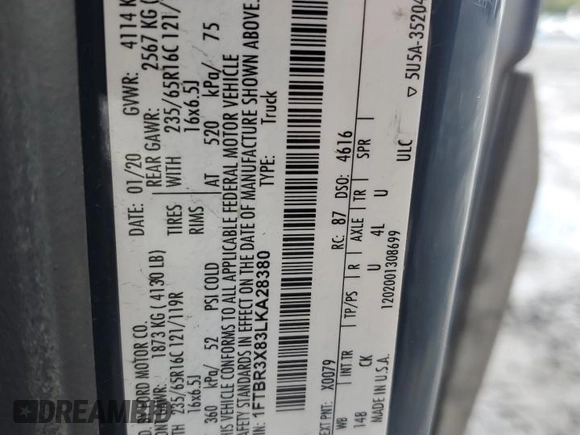 FORD MOTOR CO.
DATE: 01/20 GVWR: 4114 K
1873 KG ( 4130 LB) REAR GAWR: 2567 KG (
235/65R16C 121/119R TIRES WITH 235/65R16C 121/
16x6.5J RIMS 16x6.5J
360 kPa/ 52 PSI COLD AT 520 kPa/ 75
THIS VEHICLE CONFORMS TO ALL APPLICABLE FEDERAL MOTOR VEHICLE
SAFETY STANDARDS IN EFFECT ON THE DATE OF MANUFACTURE SHOWN ABOVE.
VIN: 1FTBR3X83LKA28380 TYPE: Truck
EXT PNT: X0079 RC: 87 DSO: 4616
WB INT TR TP/PS R AXLE TR SPR
148 CK U 4L U
MADE IN U.S.A. 1202001308699 ULC
▽ 5U5A-35204
AUTOHISTORY.COM